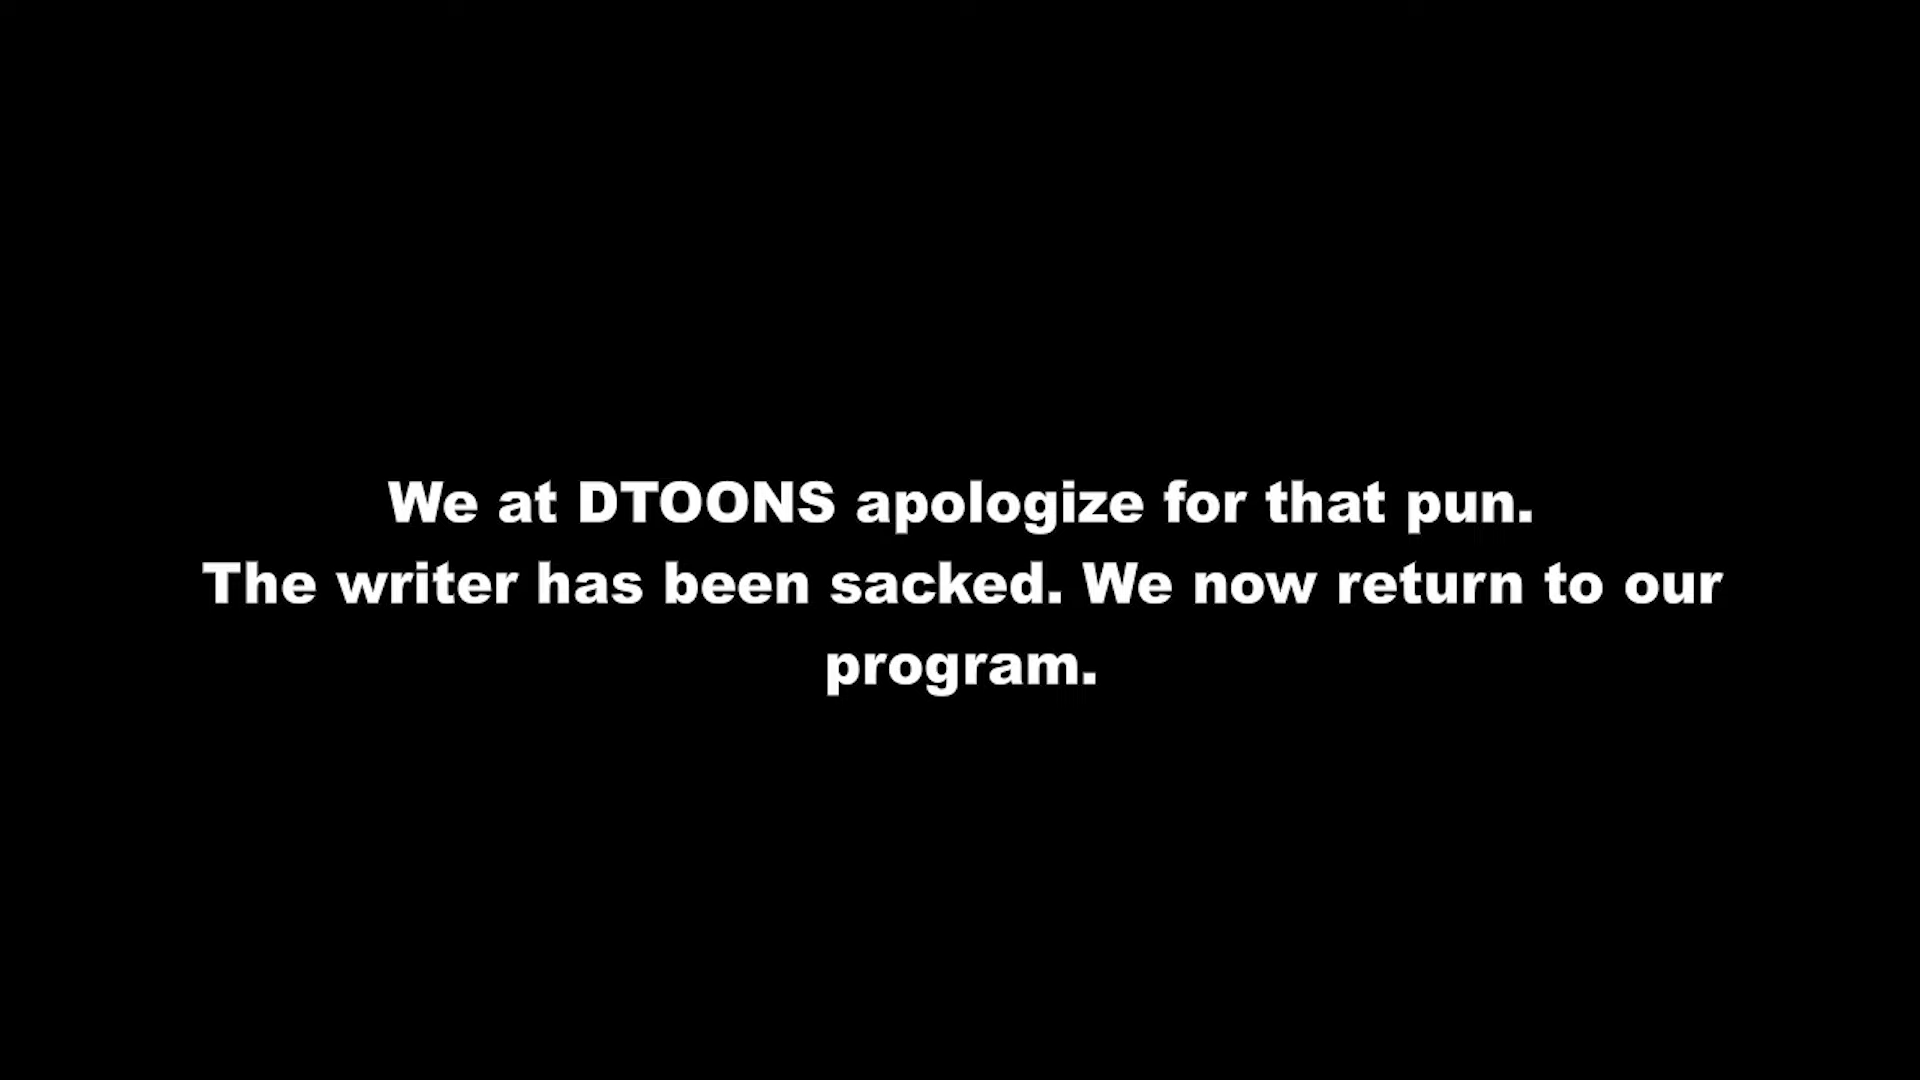 We at DTOONS apologize for that pun.
The writer has been sacked. We now return to our
program.